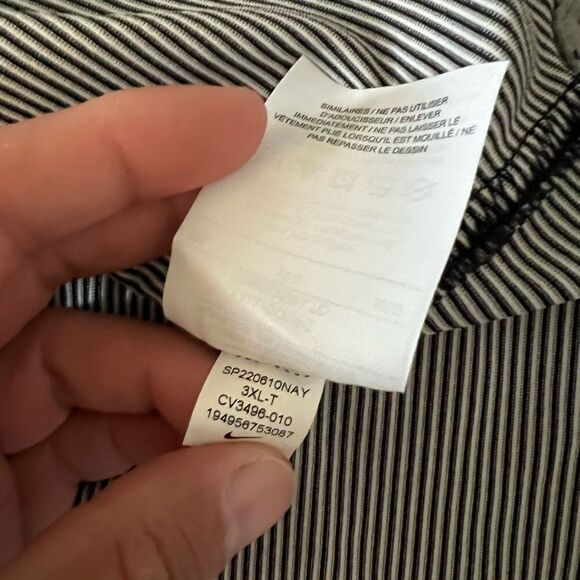 SIMILAIRES / NE PAS UTILISER
D'ADOUCISSEUR / ENLEVER
IMMÉDIATEMENT / NE PAS LAISSER LE
VÊTEMENT PLIÉ LORSQU'IL EST MOUILLÉ / NE
PAS REPASSER LE DESSIN
SP220610NAY
3XL-T
CV3496-010
194956753087